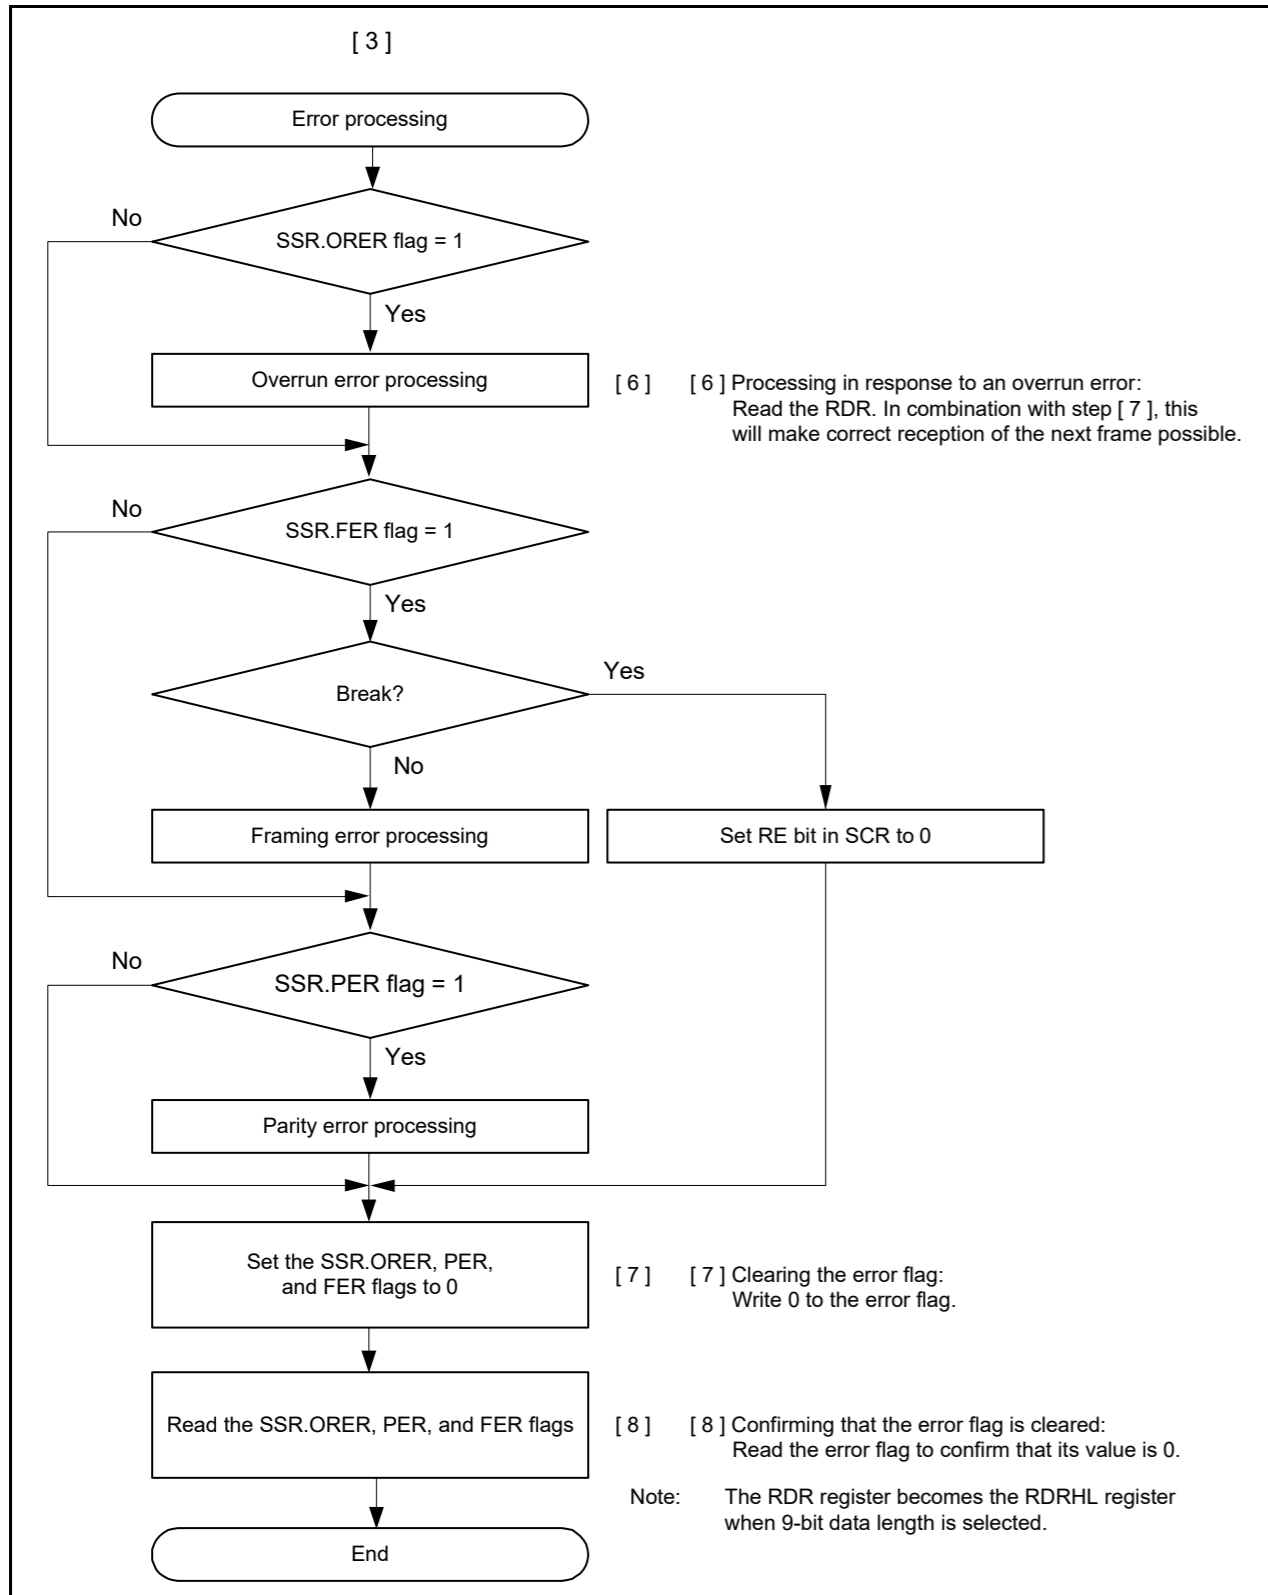 [ 3 ]
Error processing
No
SSR.ORER flag = 1
Yes
Overrun error processing
[ 6 ]
[ 6 ] Processing in response to an overrun error:
Read the RDR. In combination with step [ 7 ], this
will make correct reception of the next frame possible.
No
SSR.FER flag = 1
Yes
Break?
Yes
No
Framing error processing
Set RE bit in SCR to 0
No
SSR.PER flag = 1
Yes
Parity error processing
Set the SSR.ORER, PER,
and FER flags to 0
[ 7 ]
[ 7 ] Clearing the error flag:
Write 0 to the error flag.
Read the SSR.ORER, PER, and FER flags
[ 8 ]
[ 8 ] Confirming that the error flag is cleared:
Read the error flag to confirm that its value is 0.
Note: The RDR register becomes the RDRHL register
when 9-bit data length is selected.
End